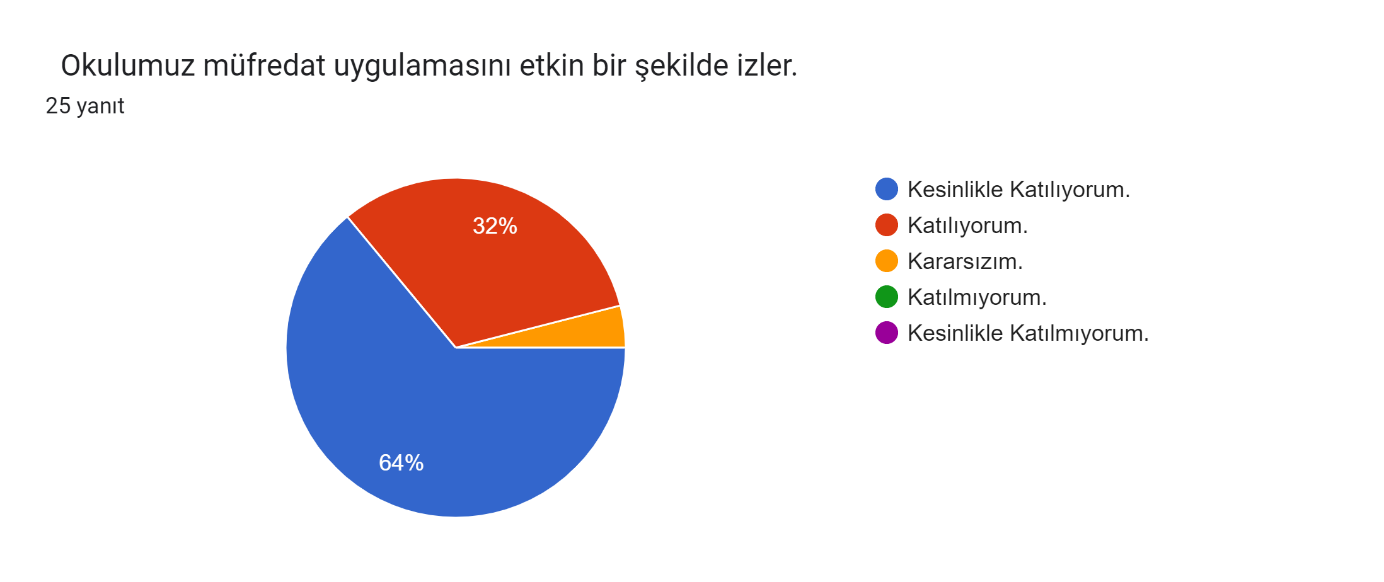 Okulumuz müfredat uygulamasını etkin bir şekilde izler.
25 yanıt
32%
64%
Kesinlikle Katılıyorum.
Katılıyorum.
Kararsızım.
Katılmıyorum.
Kesinlikle Katılmıyorum.